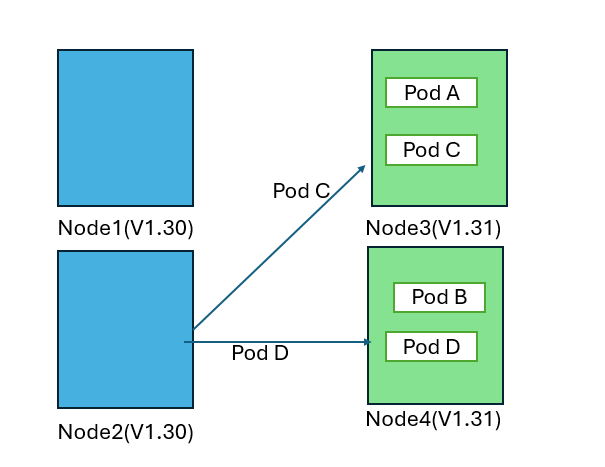 Pod A
Pod C
Pod C
Node1(V1.30)
Node3(V1.31)
Pod B
Pod D
Pod D
Node2(V1.30)
Node4(V1.31)